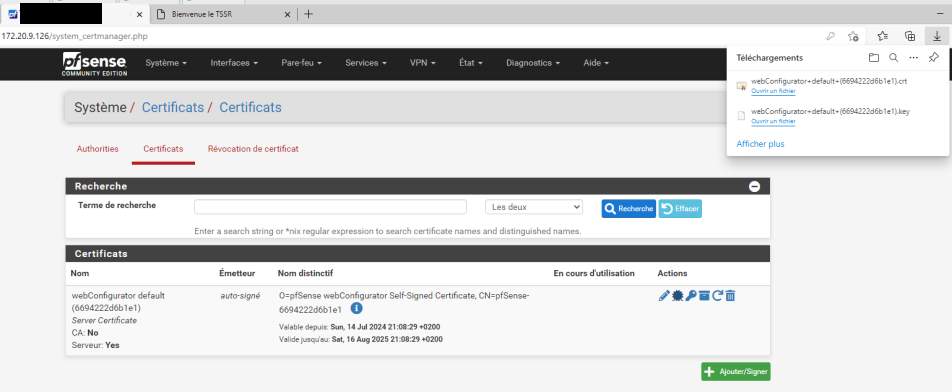 Bienvenue le TSSR
172.20.9.126/system_certmanager.php
pfsense
COMMUNITY EDITION
Système
Interfaces
Pare-feu
Services
VPN
État
Diagnostics
Aide
Téléchargements
webConfigurator+default+(6694222d6b1e1).crt
Ouvrir un fichier
webConfigurator+default+(6694222d6b1e1).key
Ouvrir un fichier
Afficher plus
Système / Certificats / Certificats
Authorities
Certificats
Révocation de certificat
Recherche
Terme de recherche
Les deux
Recherche
Effacer
Enter a search string or *nix regular expression to search certificate names and distinguished names.
Certificats
Nom
Émetteur
Nom distinctif
En cours d'utilisation
Actions
webConfigurator default
(6694222d6b1e1)
Server Certificate
CA: No
Serveur: Yes
auto-signé
O=pfSense webConfigurator Self-Signed Certificate, CN=pfSense-
6694222d6b1e1
Valable depuis: Sun, 14 Jul 2024 21:08:29 +0200
Valide jusqu'au: Sat, 16 Aug 2025 21:08:29 +0200
Ajouter/Signer